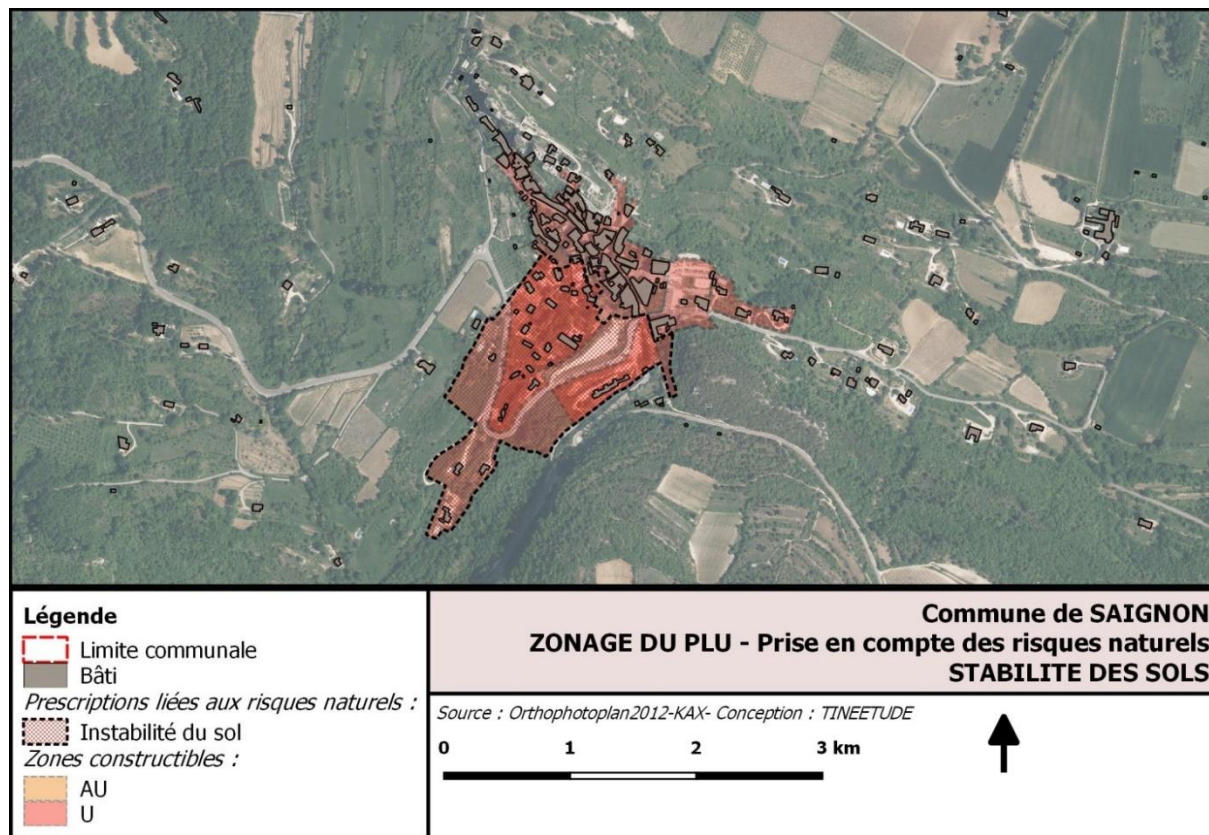 Légende
Limite communale
Bâti
Prescriptions liées aux risques naturels :
Instabilité du sol
Zones constructibles :
AU
U
Commune de SAIGNON
ZONAGE DU PLU - Prise en compte des risques naturels
STABILITE DES SOLS
Source : Orthophotoplan2012-KAX- Conception : TINEETUDE
0 1 2 3 km